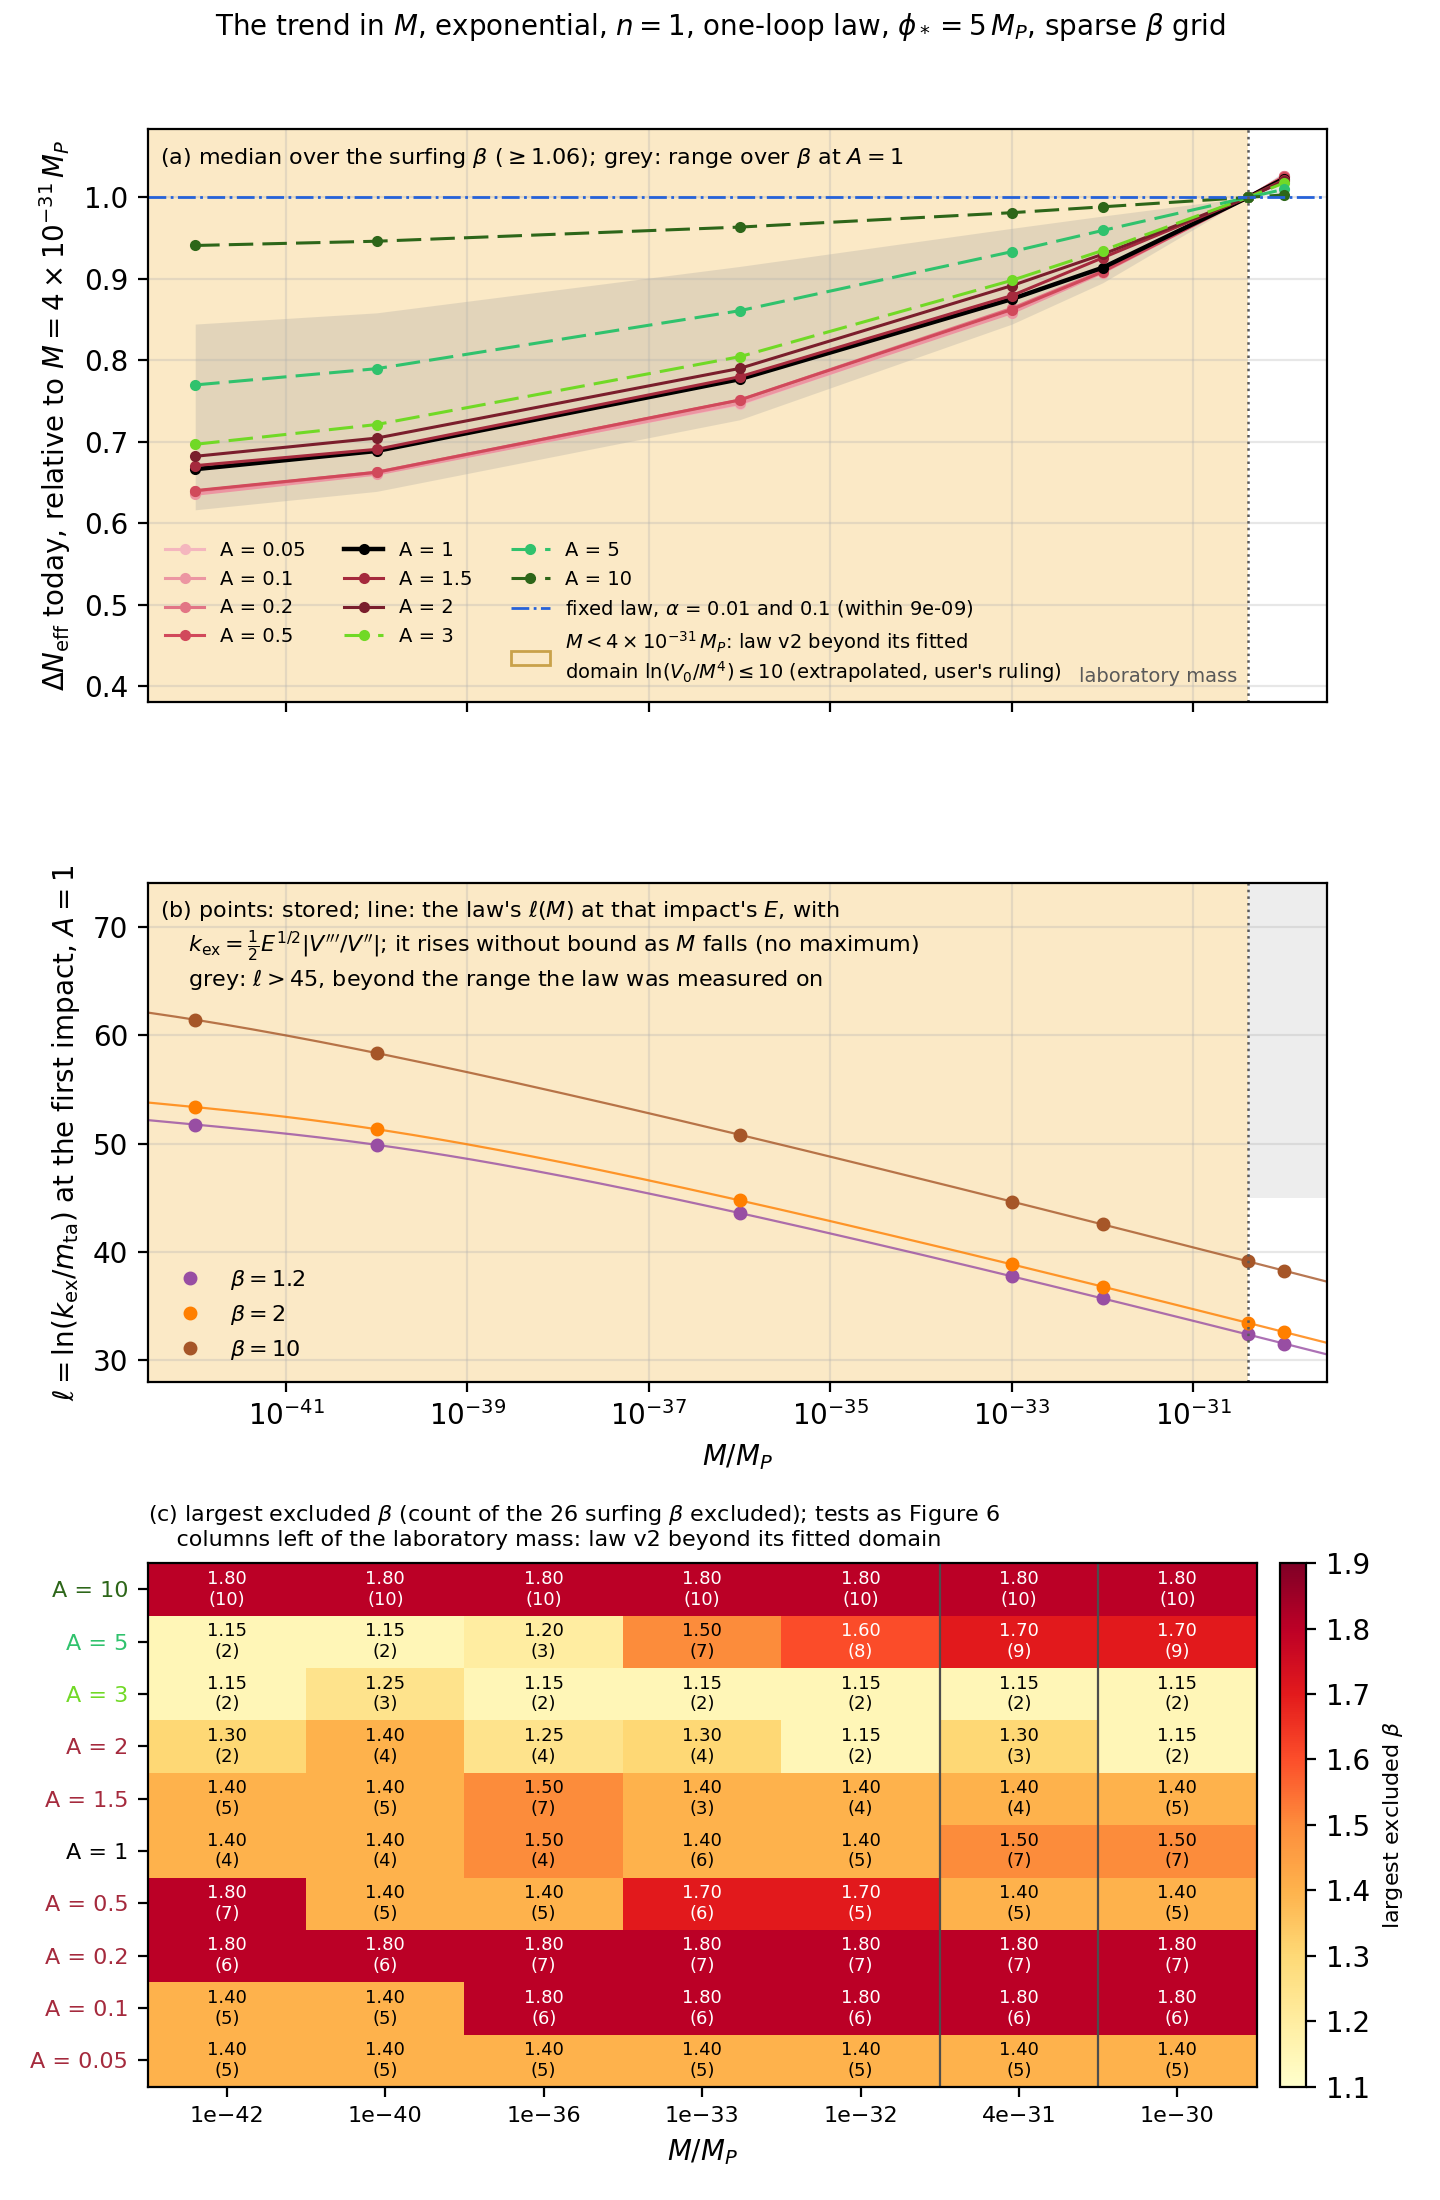 The trend in M, exponential, n = 1, one-loop law, ϕ* = 5 M_P, sparse β grid
(a) median over the surfing β (≥ 1.06); grey: range over β at A = 1
ΔN_eff today, relative to M = 4 × 10^−31 M_P
1.0
0.9
0.8
0.7
0.6
0.5
0.4
A = 0.05
A = 0.1
A = 0.2
A = 0.5
A = 1
A = 1.5
A = 2
A = 3
A = 5
A = 10
fixed law, α = 0.01 and 0.1 (within 9e-09)
M < 4 × 10^−31 M_P: law v2 beyond its fitted
domain ln(V_0/M^4) ≤ 10 (extrapolated, user's ruling)
laboratory mass
(b) points: stored; line: the law's ℓ(M) at that impact's E, with
k_ex = 1/2 E^1/2 |V′′′/V′′|; it rises without bound as M falls (no maximum)
grey: ℓ > 45, beyond the range the law was measured on
ℓ = ln(k_ex/m_ta) at the first impact, A = 1
70
60
50
40
30
β = 1.2
β = 2
β = 10
10^−41 10^−39 10^−37 10^−35 10^−33 10^−31
M/M_P
(c) largest excluded β (count of the 26 surfing β excluded); tests as Figure 6
columns left of the laboratory mass: law v2 beyond its fitted domain
A = 10
1.80 1.80 1.80 1.80 1.80 1.80 1.80
(10) (10) (10) (10) (10) (10) (10)
A = 5
1.15 1.15 1.20 1.50 1.60 1.70 1.70
(2) (2) (3) (7) (8) (9) (9)
A = 3
1.15 1.25 1.15 1.15 1.15 1.15 1.15
(2) (3) (2) (2) (2) (2) (2)
A = 2
1.30 1.40 1.25 1.30 1.15 1.30 1.15
(2) (4) (4) (4) (2) (3) (2)
A = 1.5
1.40 1.40 1.50 1.40 1.40 1.40 1.40
(5) (5) (7) (3) (4) (4) (5)
A = 1
1.40 1.40 1.50 1.40 1.40 1.50 1.50
(4) (4) (4) (6) (5) (7) (7)
A = 0.5
1.80 1.40 1.40 1.70 1.70 1.40 1.40
(7) (5) (5) (6) (5) (5) (5)
A = 0.2
1.80 1.80 1.80 1.80 1.80 1.80 1.80
(6) (6) (7) (7) (7) (7) (7)
A = 0.1
1.40 1.40 1.80 1.80 1.80 1.80 1.80
(5) (5) (6) (6) (6) (6) (6)
A = 0.05
1.40 1.40 1.40 1.40 1.40 1.40 1.40
(5) (5) (5) (5) (5) (5) (5)
1e−42 1e−40 1e−36 1e−33 1e−32 4e−31 1e−30
M/M_P
1.9
1.8
1.7
1.6
1.5
1.4
1.3
1.2
1.1
largest excluded β